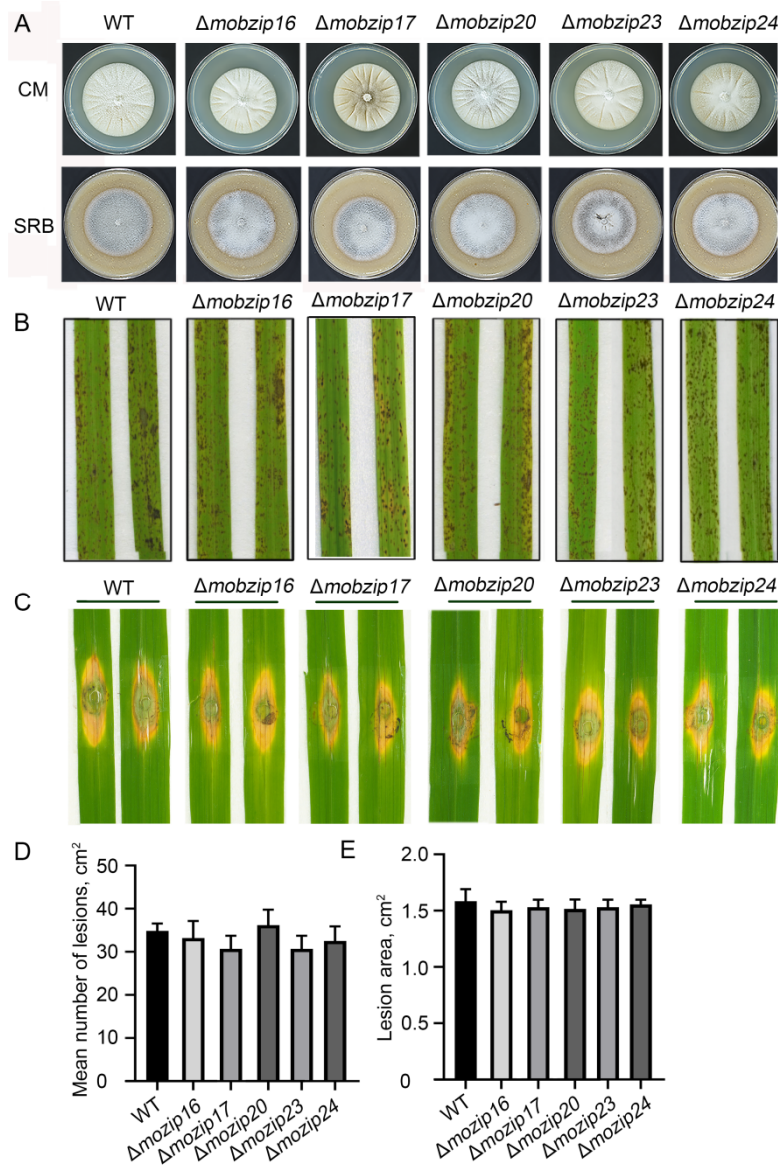 A WT Δmobzip16 Δmobzip17 Δmobzip20 Δmobzip23 Δmobzip24
CM
SRB
B WT Δmobzip16 Δmobzip17 Δmobzip20 Δmobzip23 Δmobzip24
C WT Δmobzip16 Δmobzip17 Δmobzip20 Δmobzip23 Δmobzip24
D
Mean number of lesions, cm²
50
40
30
20
10
0
WT Δmozip16 Δmozip17 Δmozip20 Δmozip23 Δmozip24
E
Lesion area, cm²
2.0
1.5
1.0
0.5
0
WT Δmozip16 Δmozip17 Δmozip20 Δmozip23 Δmozip24